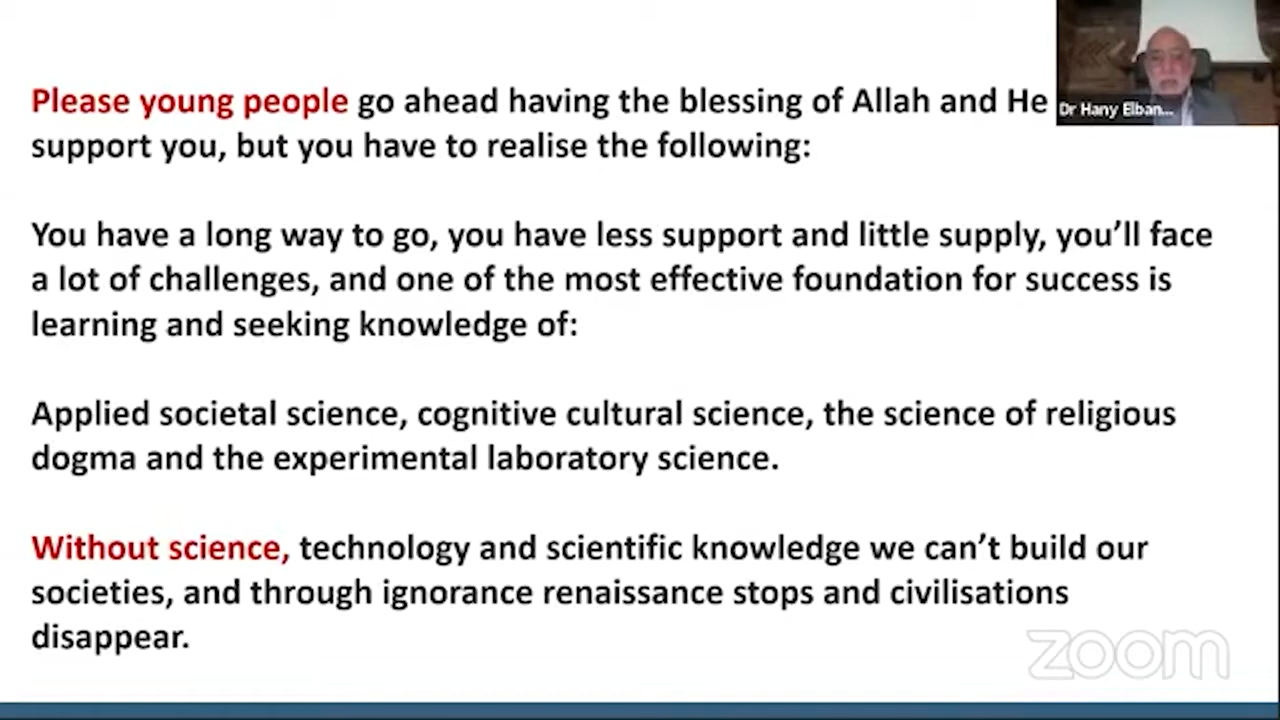 Please young people go ahead having the blessing of Allah and He
support you, but you have to realise the following:
You have a long way to go, you have less support and little supply, you'll face
a lot of challenges, and one of the most effective foundation for success is
learning and seeking knowledge of:
Applied societal science, cognitive cultural science, the science of religious
dogma and the experimental laboratory science.
Without science, technology and scientific knowledge we can't build our
societies, and through ignorance renaissance stops and civilisations
disappear.
Dr Hany Elban...
zoom